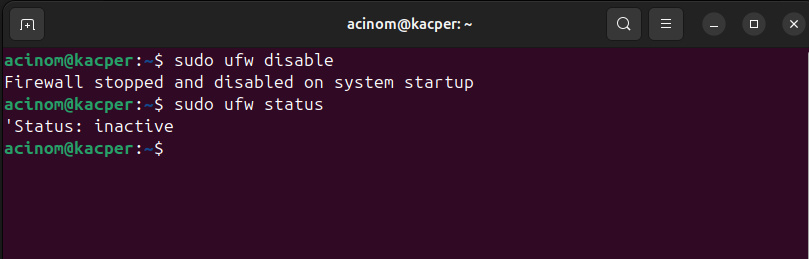 acinom@kacper: ~
acinom@kacper:~$ sudo ufw disable
Firewall stopped and disabled on system startup
acinom@kacper:~$ sudo ufw status
'Status: inactive
acinom@kacper:~$